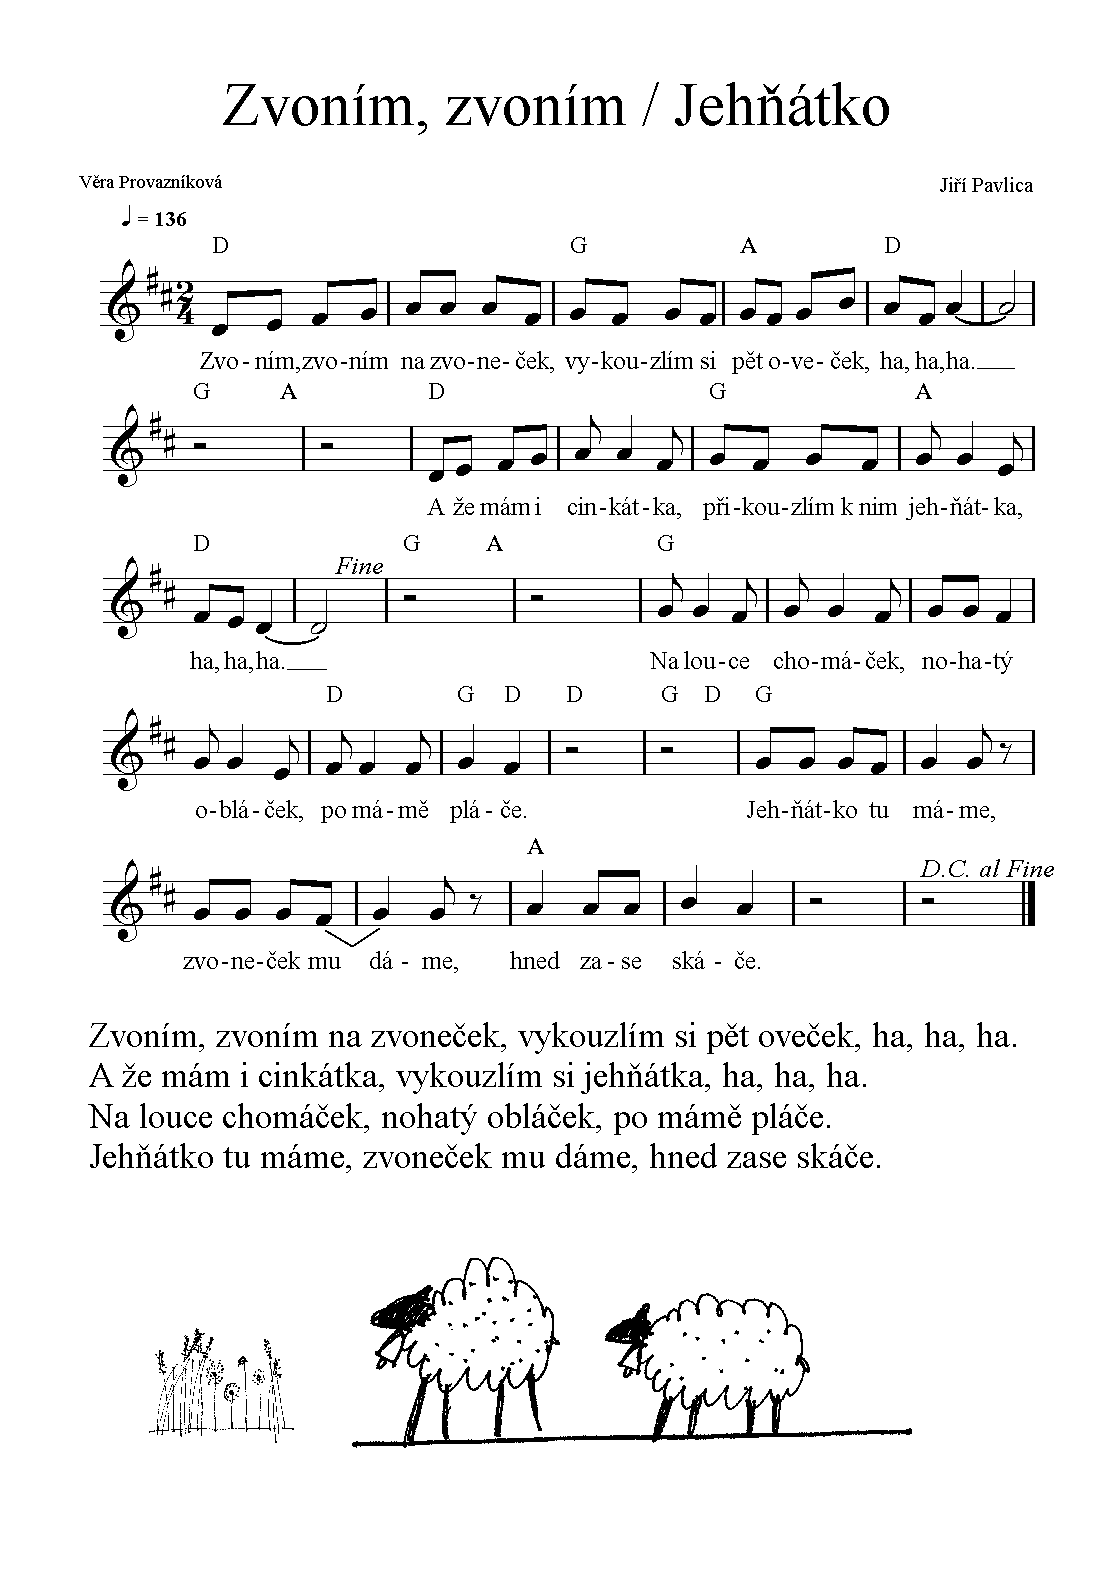 Zvoním, zvoním / Jehňátko
Věra Provazníková
Jiří Pavlica
= 136
D G A D
2
4
Zvo-ním,zvo-ním na zvo-ne-ček, vy-kou-zlím si pět o-ve-ček, ha, ha,ha.
G A D G A
A že mám i cin-kát-ka, při-kou-zlím k nim jeh-ňát-ka,
D Fine G A G
ha, ha,ha. Na lou-ce cho-má-ček, no-ha-tý
D G D D G D G
o-blá-ček, po má-mě plá-če. Jeh-ňát-ko tu má-me,
A D.C. al Fine
zvo-ne-ček mu dá-me, hned za-se ská-če.
Zvoním, zvoním na zvoneček, vykouzlím si pět oveček, ha, ha, ha.
A že mám i cinkátka, vykouzlím si jehňátka, ha, ha, ha.
Na louce chomáček, nohatý obláček, po mámě pláče.
Jehňátko tu máme, zvoneček mu dáme, hned zase skáče.